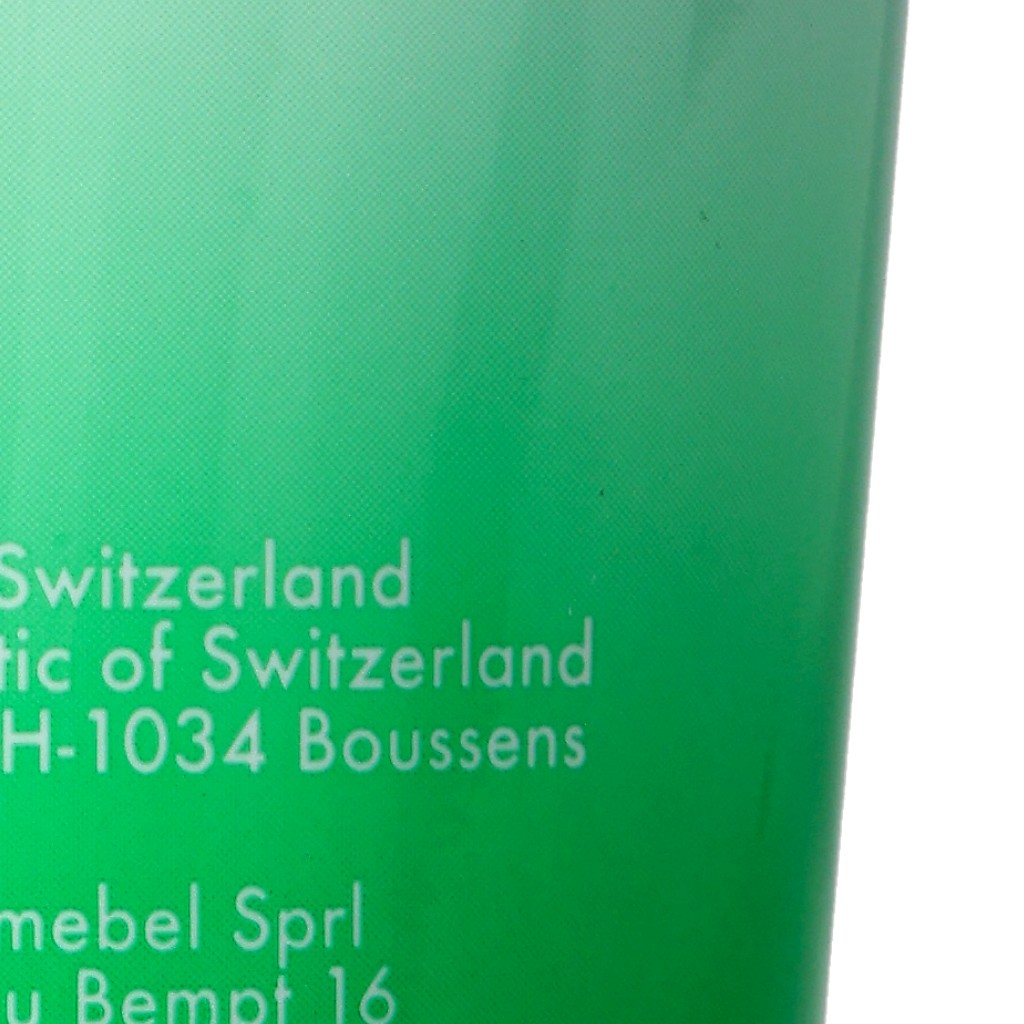 Switzerland
tic of Switzerland
H-1034 Boussens
mebel Sprl
u Bempt 16